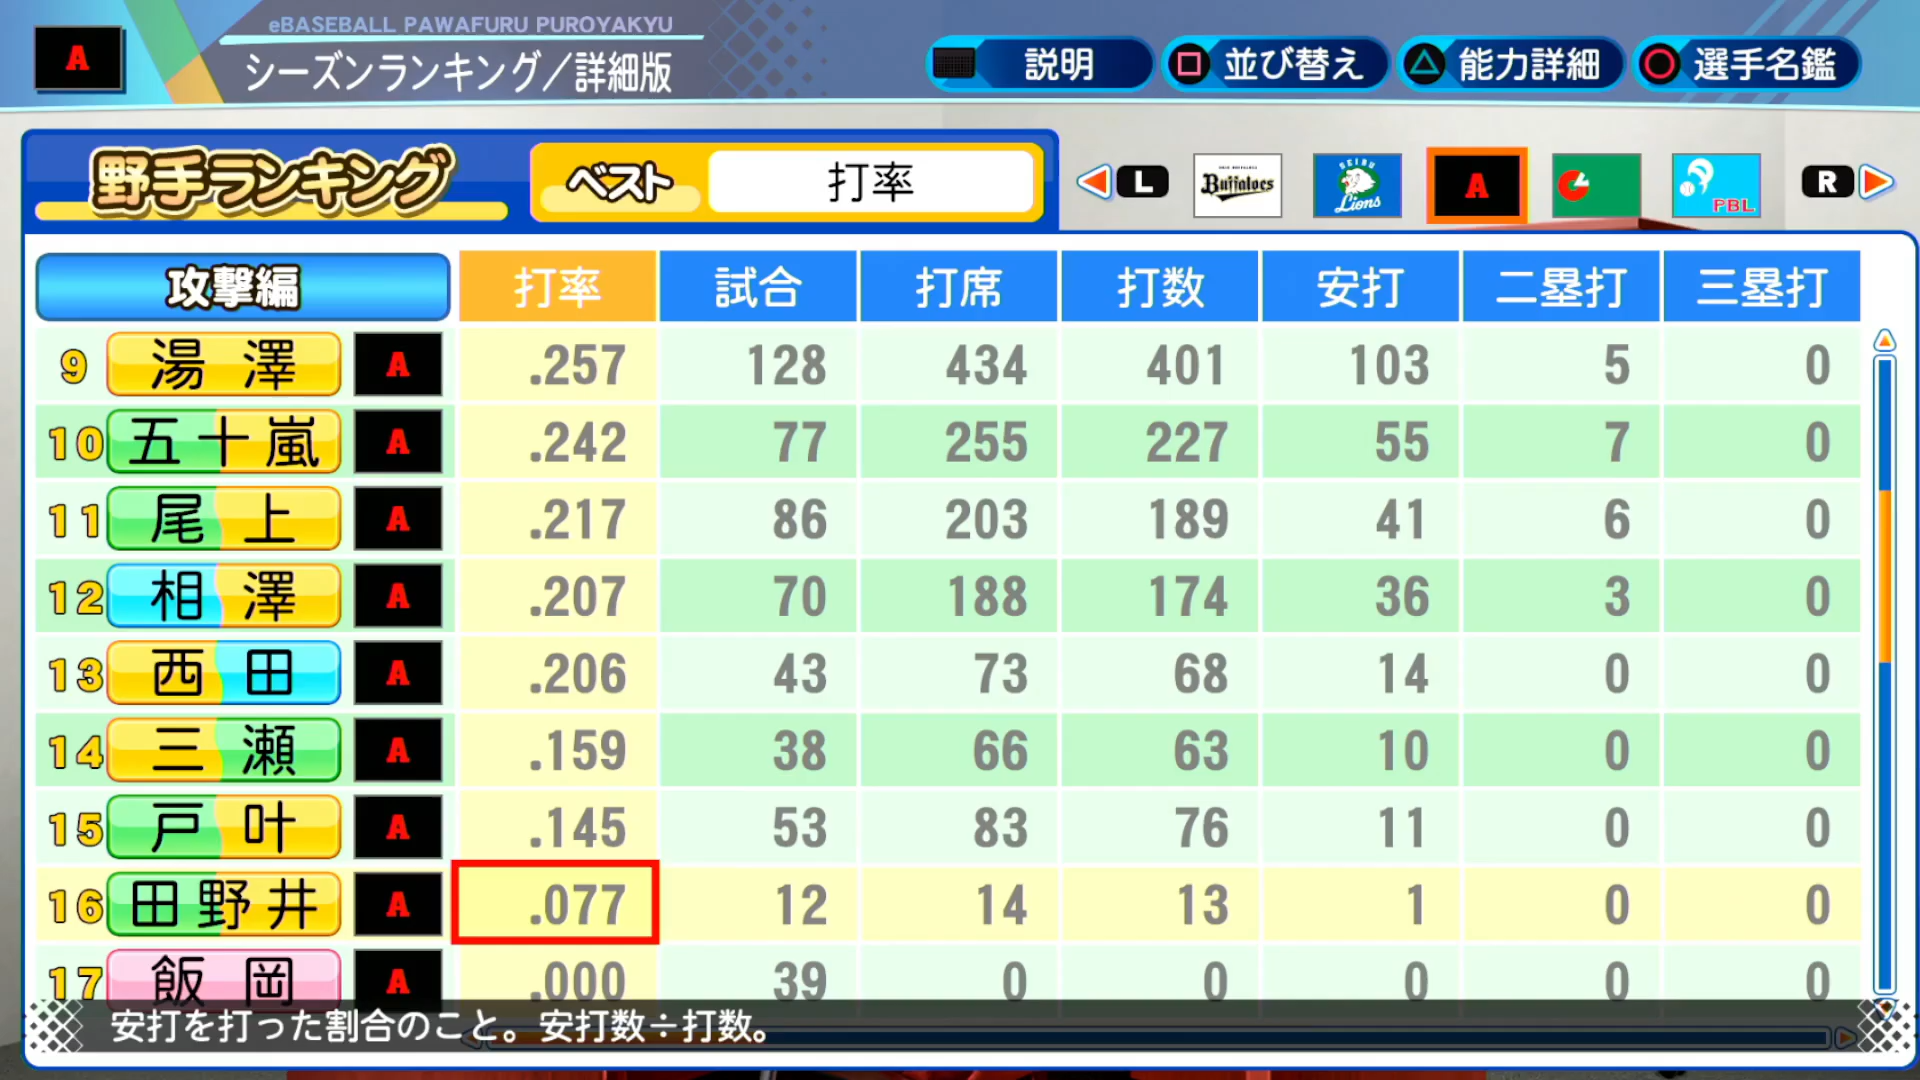 A
eBASEBALL PAWAFURU PUROYAKYU
シーズンランキング/詳細版
説明 並び替え 能力詳細 選手名鑑
野手ランキング ベスト 打率
L Buffaloes SEIBU Lions A PBL R
攻撃編 打率 試合 打席 打数 安打 二塁打 三塁打
9 湯澤 A .257 128 434 401 103 5 0
10 五十嵐 A .242 77 255 227 55 7 0
11 尾上 A .217 86 203 189 41 6 0
12 相澤 A .207 70 188 174 36 3 0
13 西田 A .206 43 73 68 14 0 0
14 三瀬 A .159 38 66 63 10 0 0
15 戸叶 A .145 53 83 76 11 0 0
16 田野井 A .077 12 14 13 1 0 0
17 飯岡 A .000 39 0 0 0 0 0
安打を打った割合のこと。安打数÷打数。